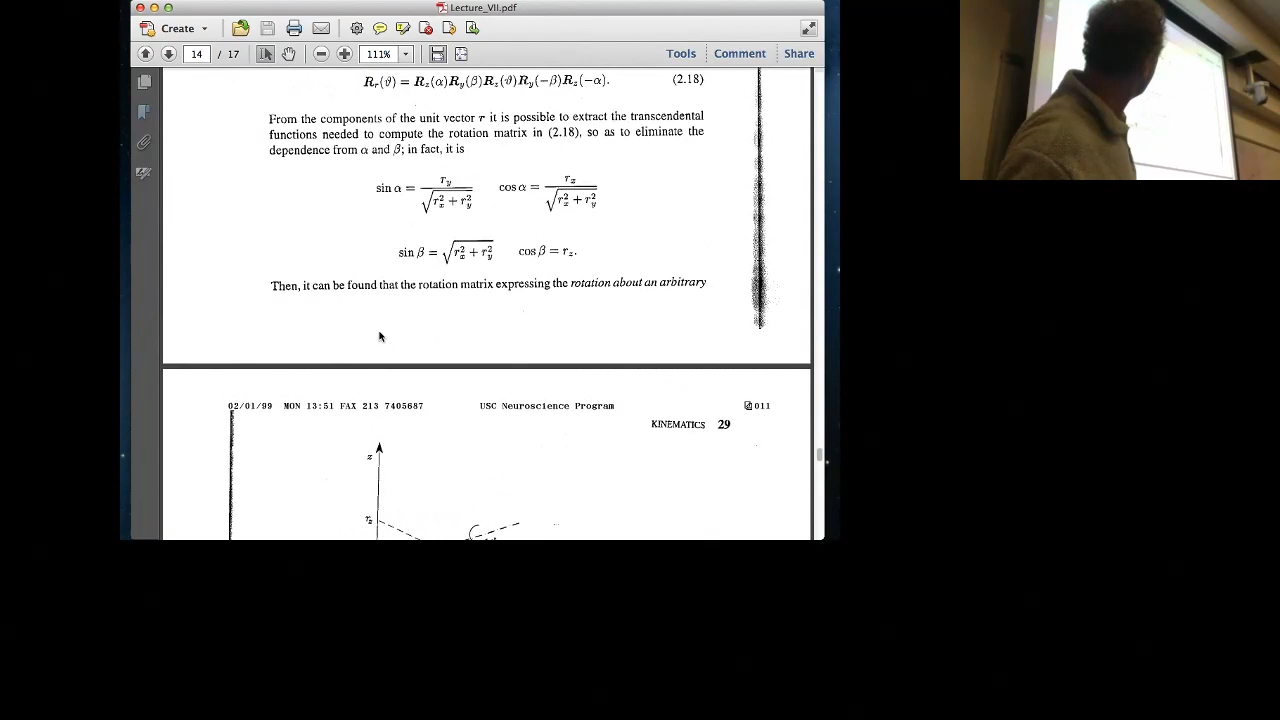 Lecture_VII.pdf
Create
14 / 17
111%
Tools Comment Share
R_r(ϑ) = R_z(α)R_y(β)R_z(ϑ)R_y(−β)R_z(−α). (2.18)
From the components of the unit vector r it is possible to extract the transcendental
functions needed to compute the rotation matrix in (2.18), so as to eliminate the
dependence from α and β; in fact, it is
sin α = r_y / √(r_x² + r_y²) cos α = r_x / √(r_x² + r_y²)
sin β = √(r_x² + r_y²) cos β = r_z.
Then, it can be found that the rotation matrix expressing the rotation about an arbitrary
02/01/99 MON 13:51 FAX 213 7405687 USC Neuroscience Program 011
KINEMATICS 29
z
r_z